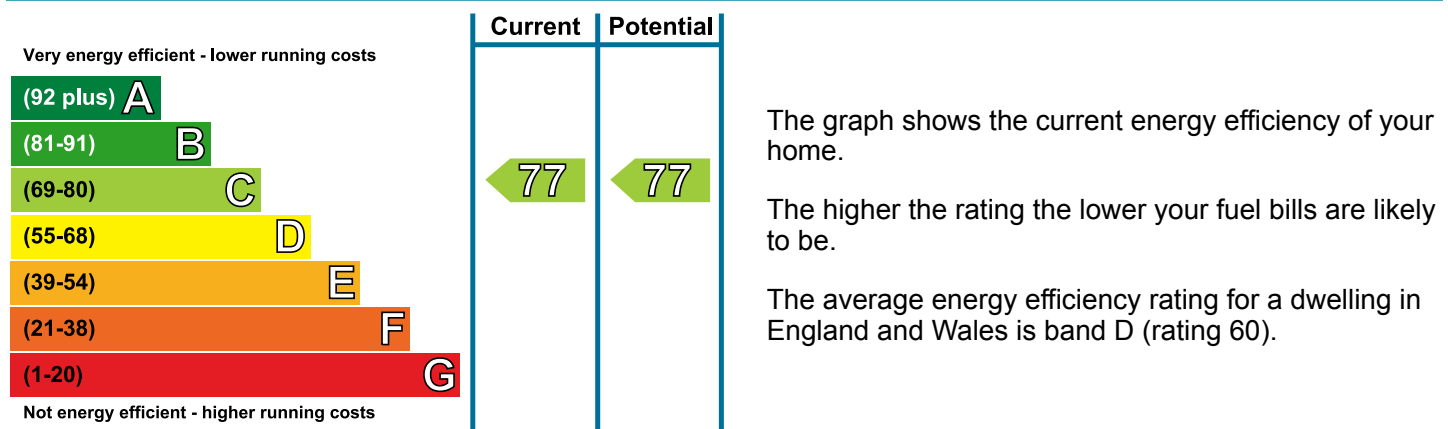 Current Potential
Very energy efficient - lower running costs
(92 plus) A
(81-91) B
(69-80) C
77 77
(55-68) D
(39-54) E
(21-38) F
(1-20) G
Not energy efficient - higher running costs
The graph shows the current energy efficiency of your
home.
The higher the rating the lower your fuel bills are likely
to be.
The average energy efficiency rating for a dwelling in
England and Wales is band D (rating 60).